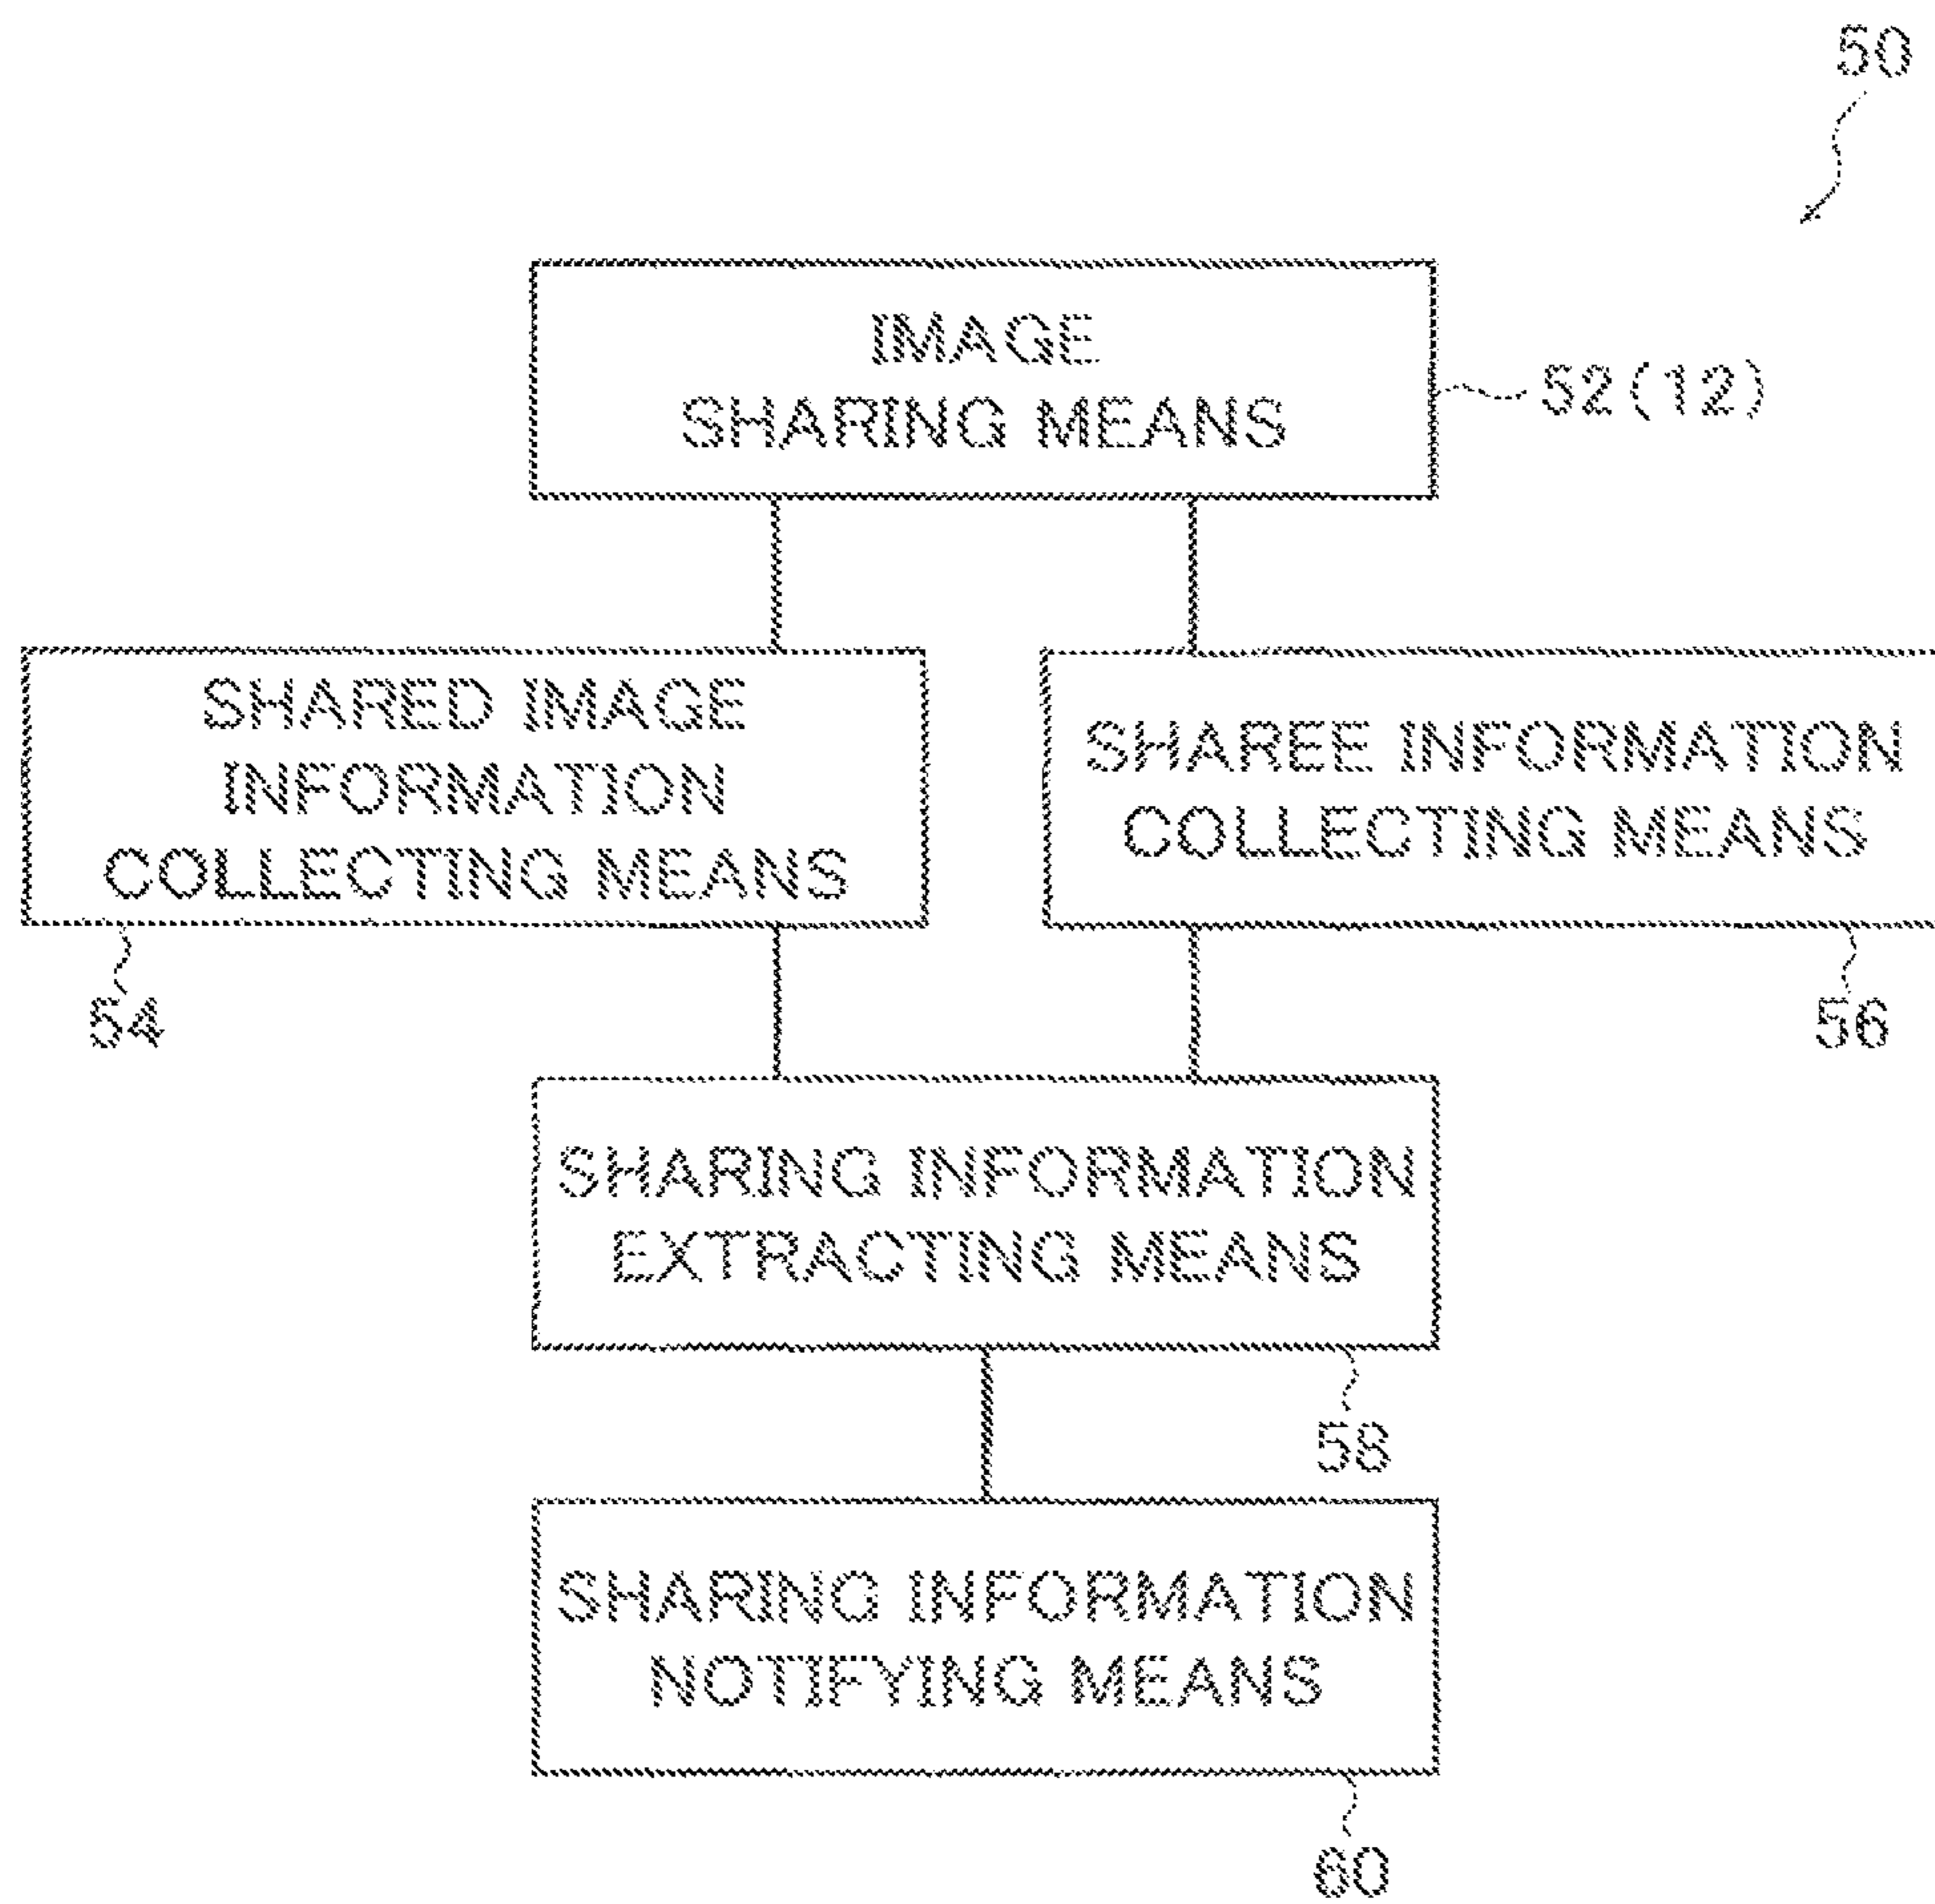 50
IMAGE
SHARING MEANS
52(12)
SHARED IMAGE
INFORMATION
COLLECTING MEANS
54
SHAREE INFORMATION
COLLECTING MEANS
56
SHARING INFORMATION
EXTRACTING MEANS
58
SHARING INFORMATION
NOTIFYING MEANS
60